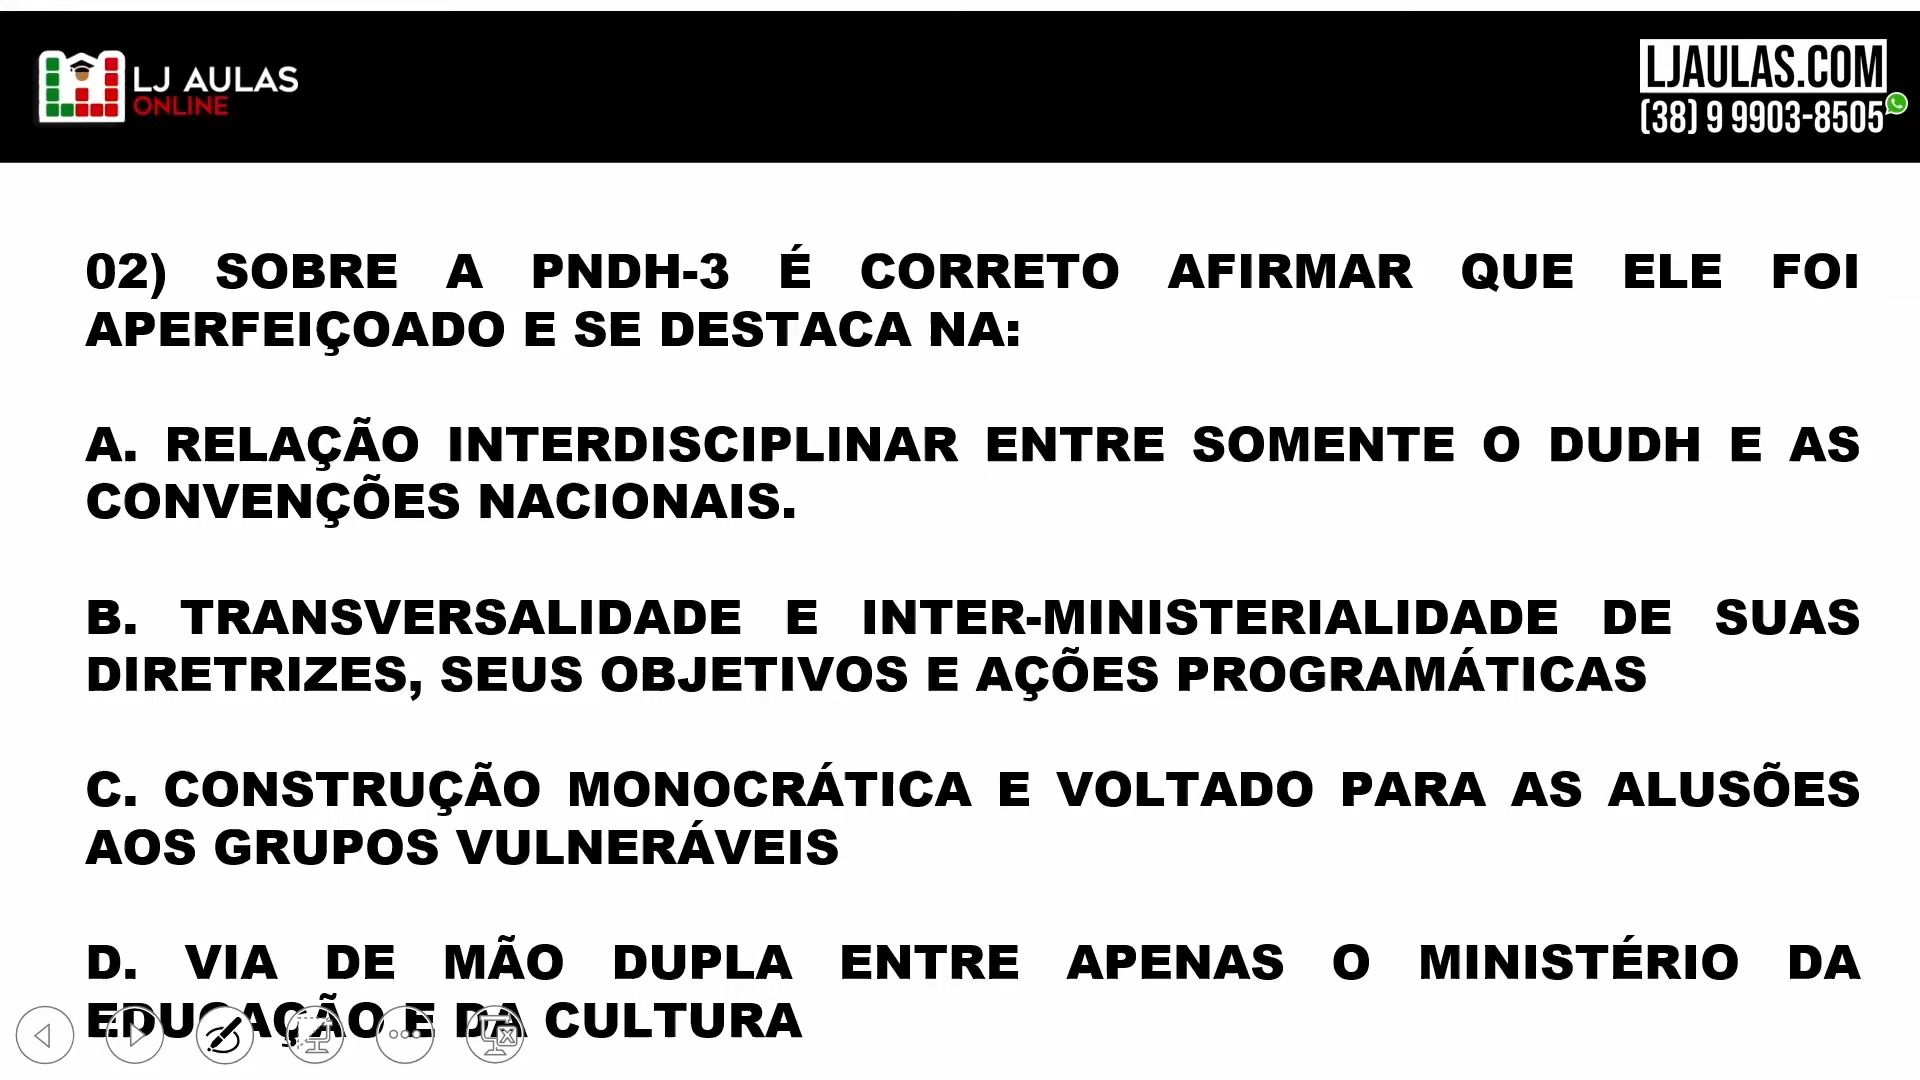 LJ AULAS
ONLINE
LJAULAS.COM
(38) 9 9903-8505
02) SOBRE A PNDH-3 É CORRETO AFIRMAR QUE ELE FOI
APERFEIÇOADO E SE DESTACA NA:
A. RELAÇÃO INTERDISCIPLINAR ENTRE SOMENTE O DUDH E AS
CONVENÇÕES NACIONAIS.
B. TRANSVERSALIDADE E INTER-MINISTERIALIDADE DE SUAS
DIRETRIZES, SEUS OBJETIVOS E AÇÕES PROGRAMÁTICAS
C. CONSTRUÇÃO MONOCRÁTICA E VOLTADO PARA AS ALUSÕES
AOS GRUPOS VULNERÁVEIS
D. VIA DE MÃO DUPLA ENTRE APENAS O MINISTÉRIO DA
EDUCAÇÃO E DA CULTURA